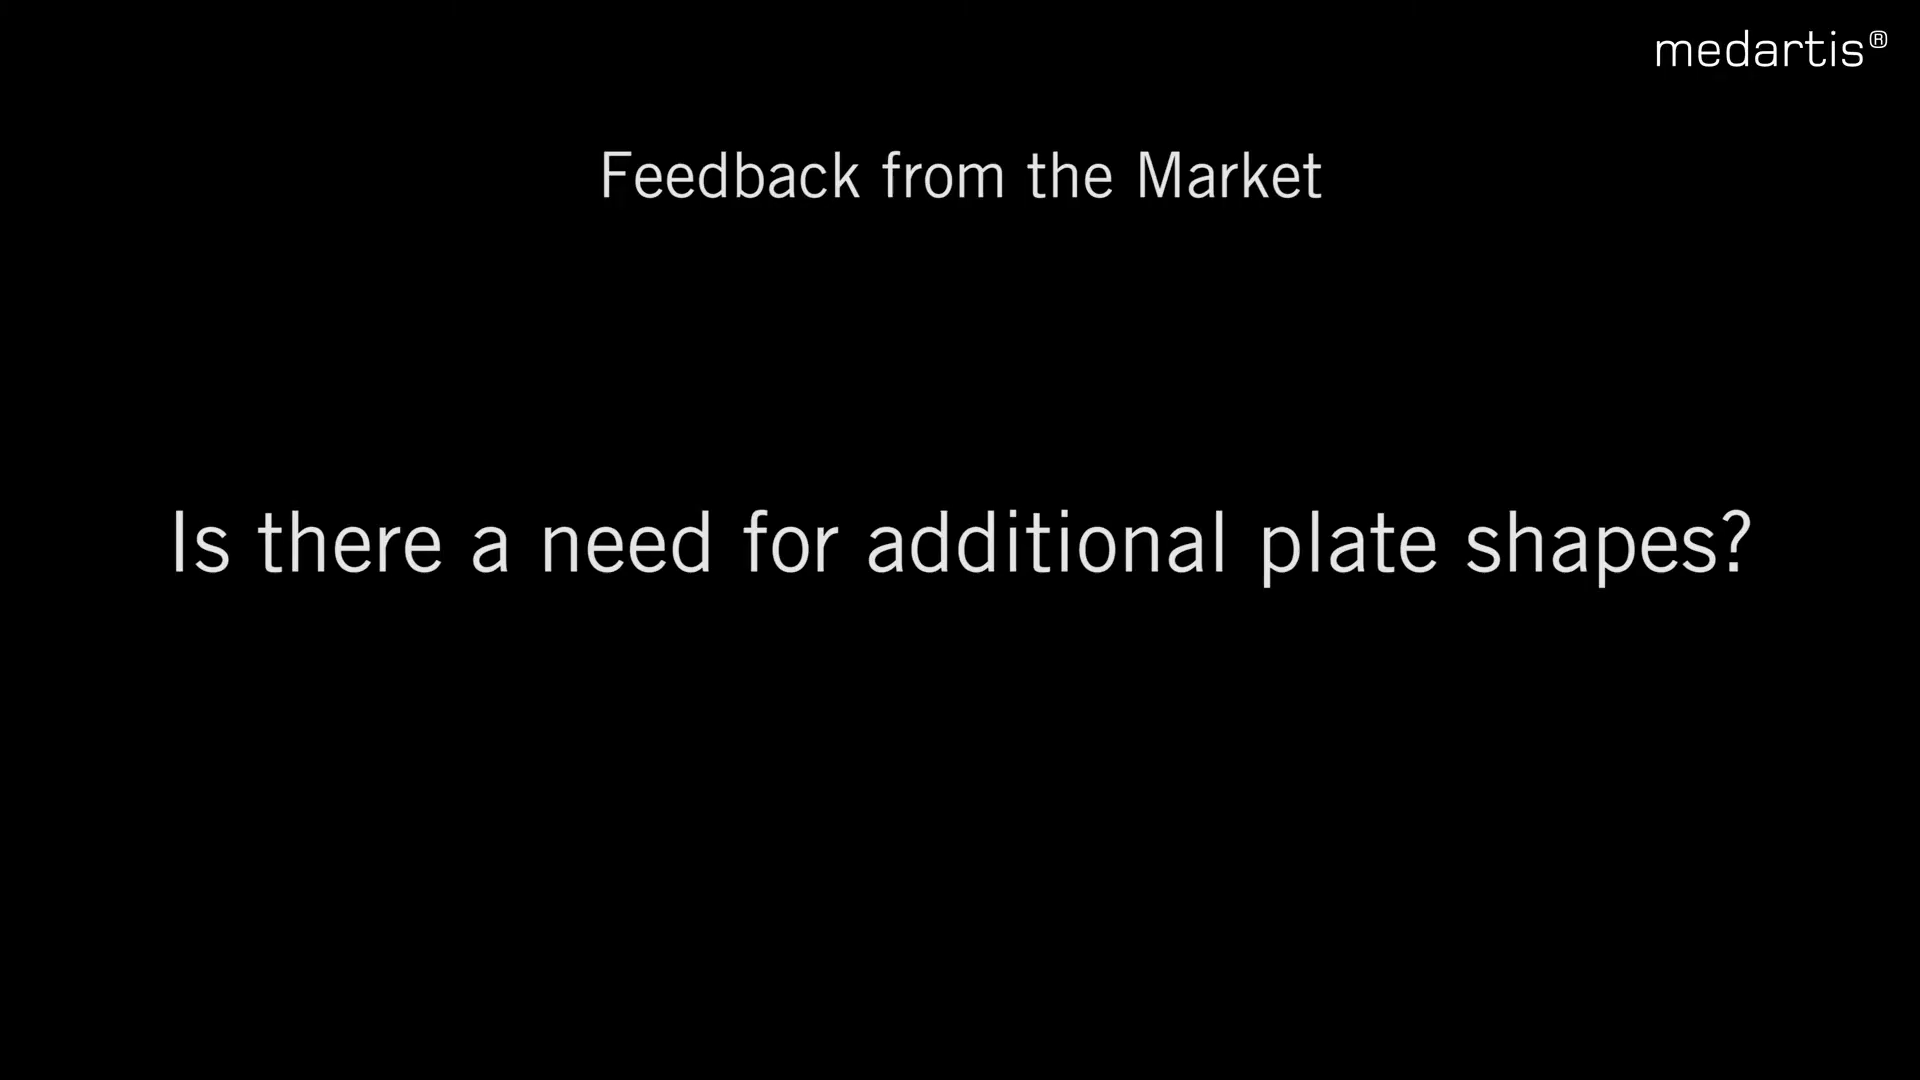 medartis®
Feedback from the Market
Is there a need for additional plate shapes?